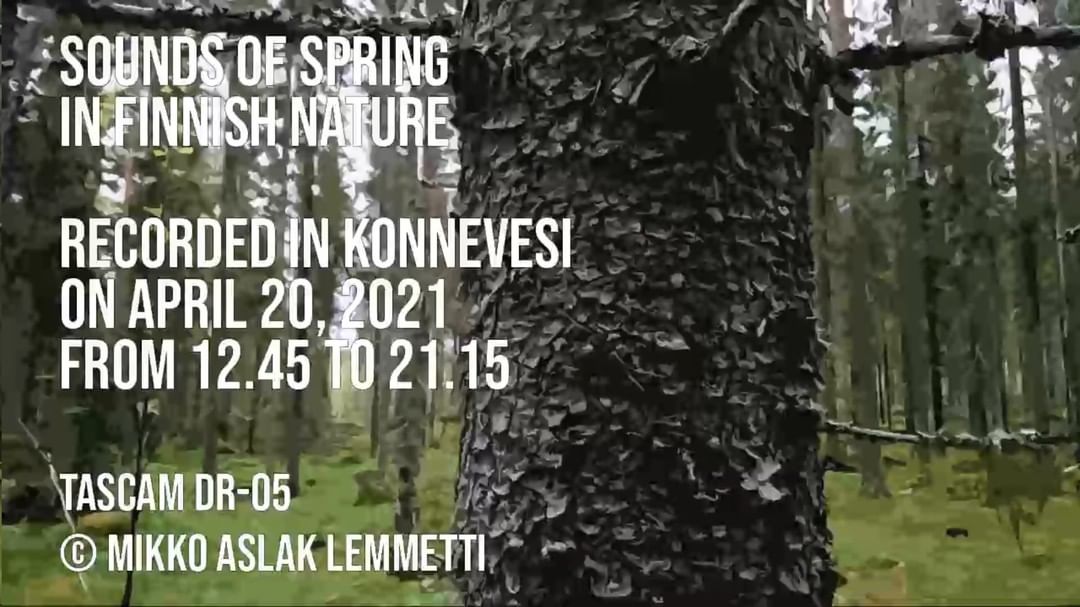 SOUNDS OF SPRING
IN FINNISH NATURE
RECORDED IN KONNEVESI
ON APRIL 20, 2021
FROM 12.45 TO 21.15
TASCAM DR-05
© MIKKO ASLAK LEMMETTI